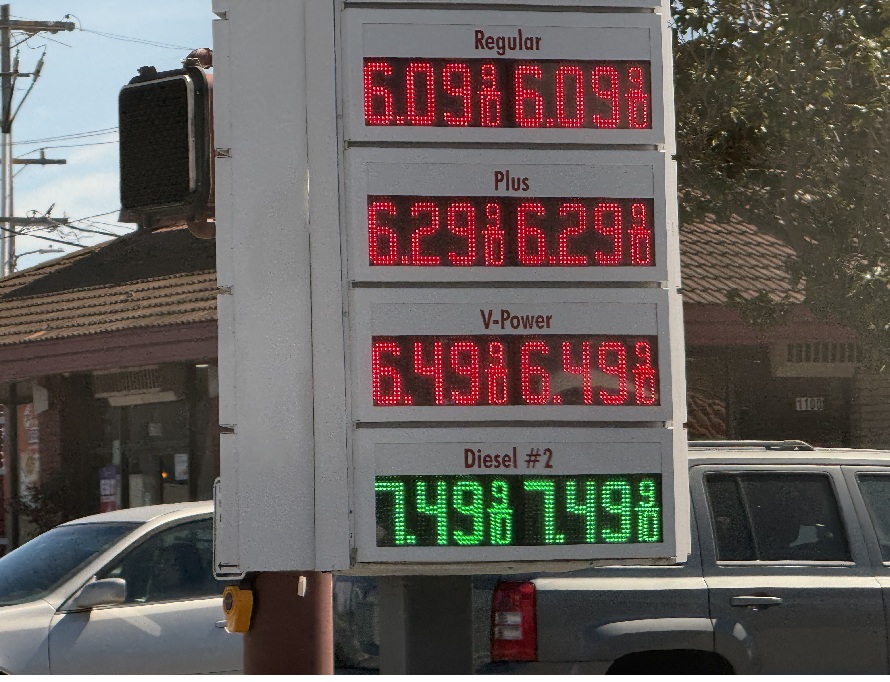 Regular
6.09 9/10 6.09 9/10
Plus
6.29 9/10 6.29 9/10
V-Power
6.49 9/10 6.49 9/10
Diesel #2
7.49 9/10 7.49 9/10
1100